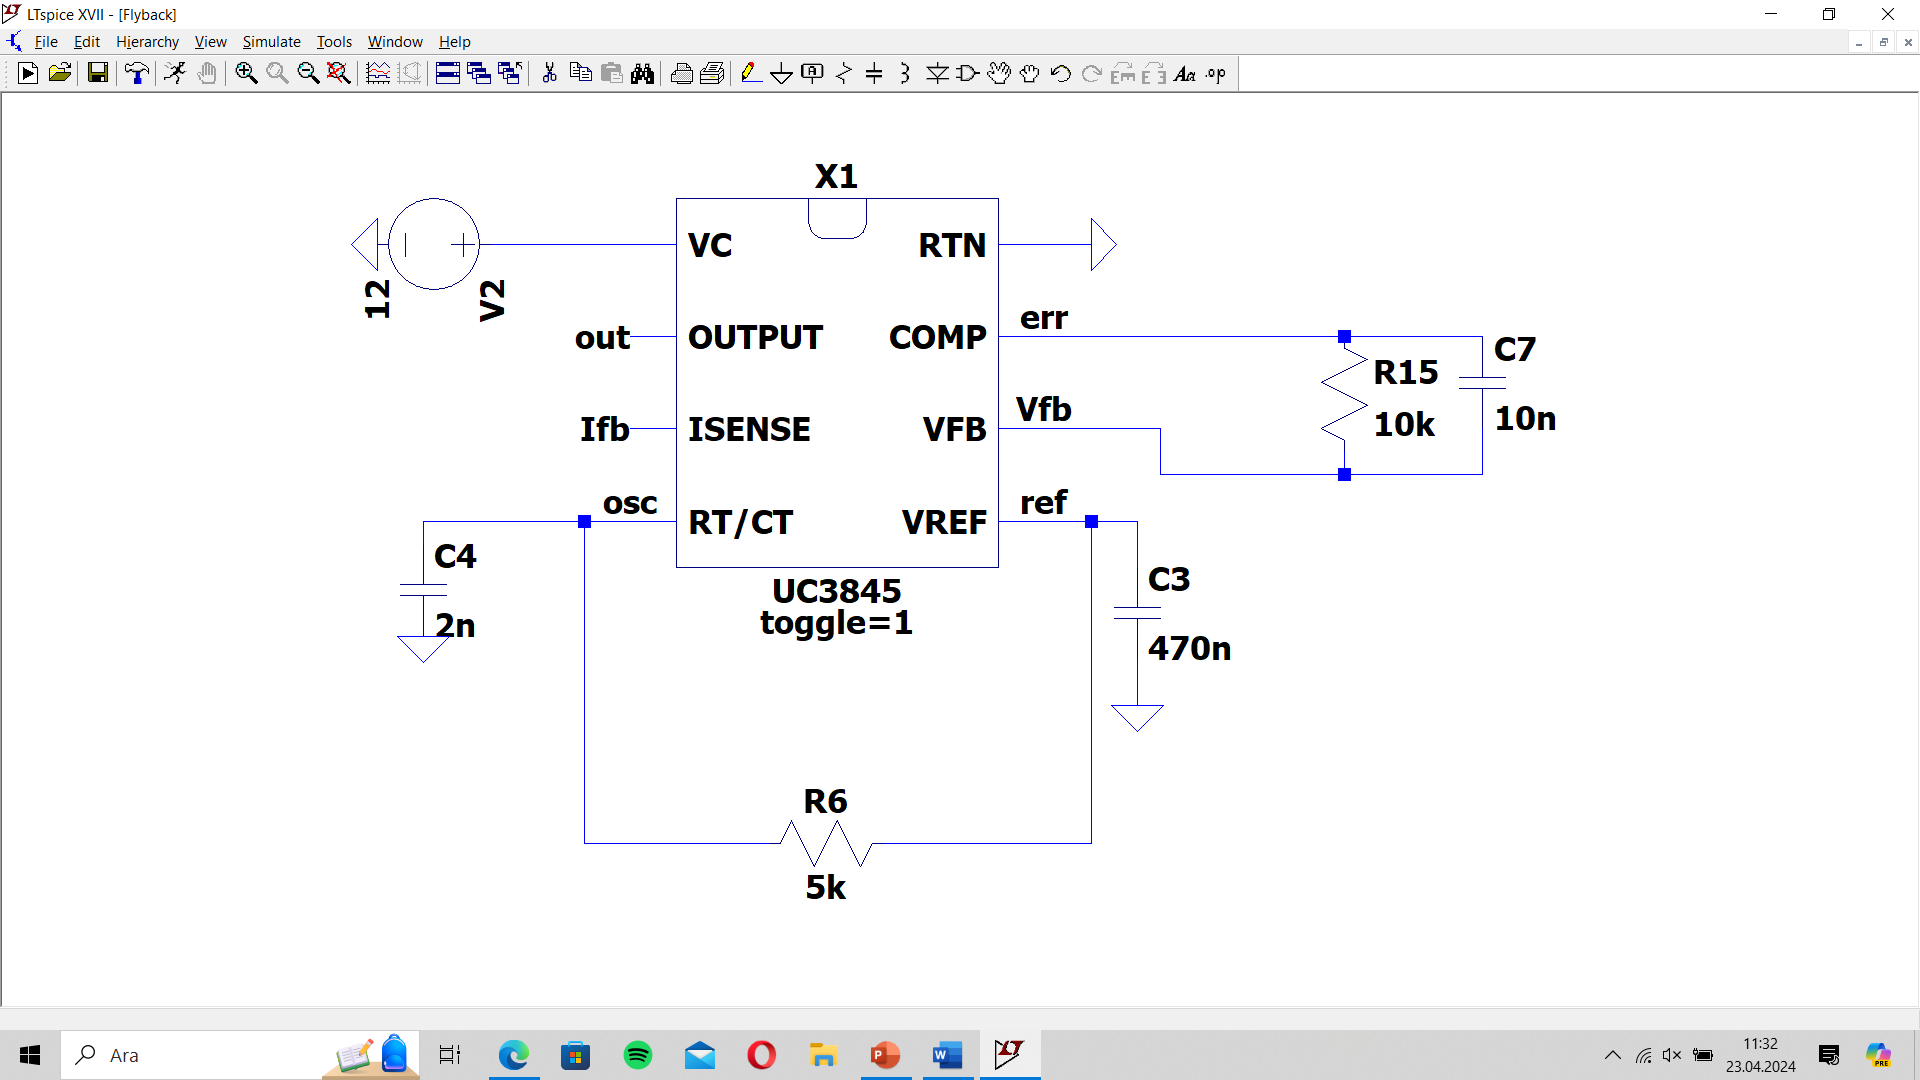 LTspice XVII - [Flyback]
File Edit Hierarchy View Simulate Tools Window Help
X1
VC
RTN
12
V2
out
OUTPUT
COMP
err
R15
10k
C7
10n
Ifb
ISENSE
VFB
Vfb
osc
RT/CT
VREF
ref
C4
2n
UC3845
toggle=1
C3
470n
R6
5k
Ara
11:32
23.04.2024